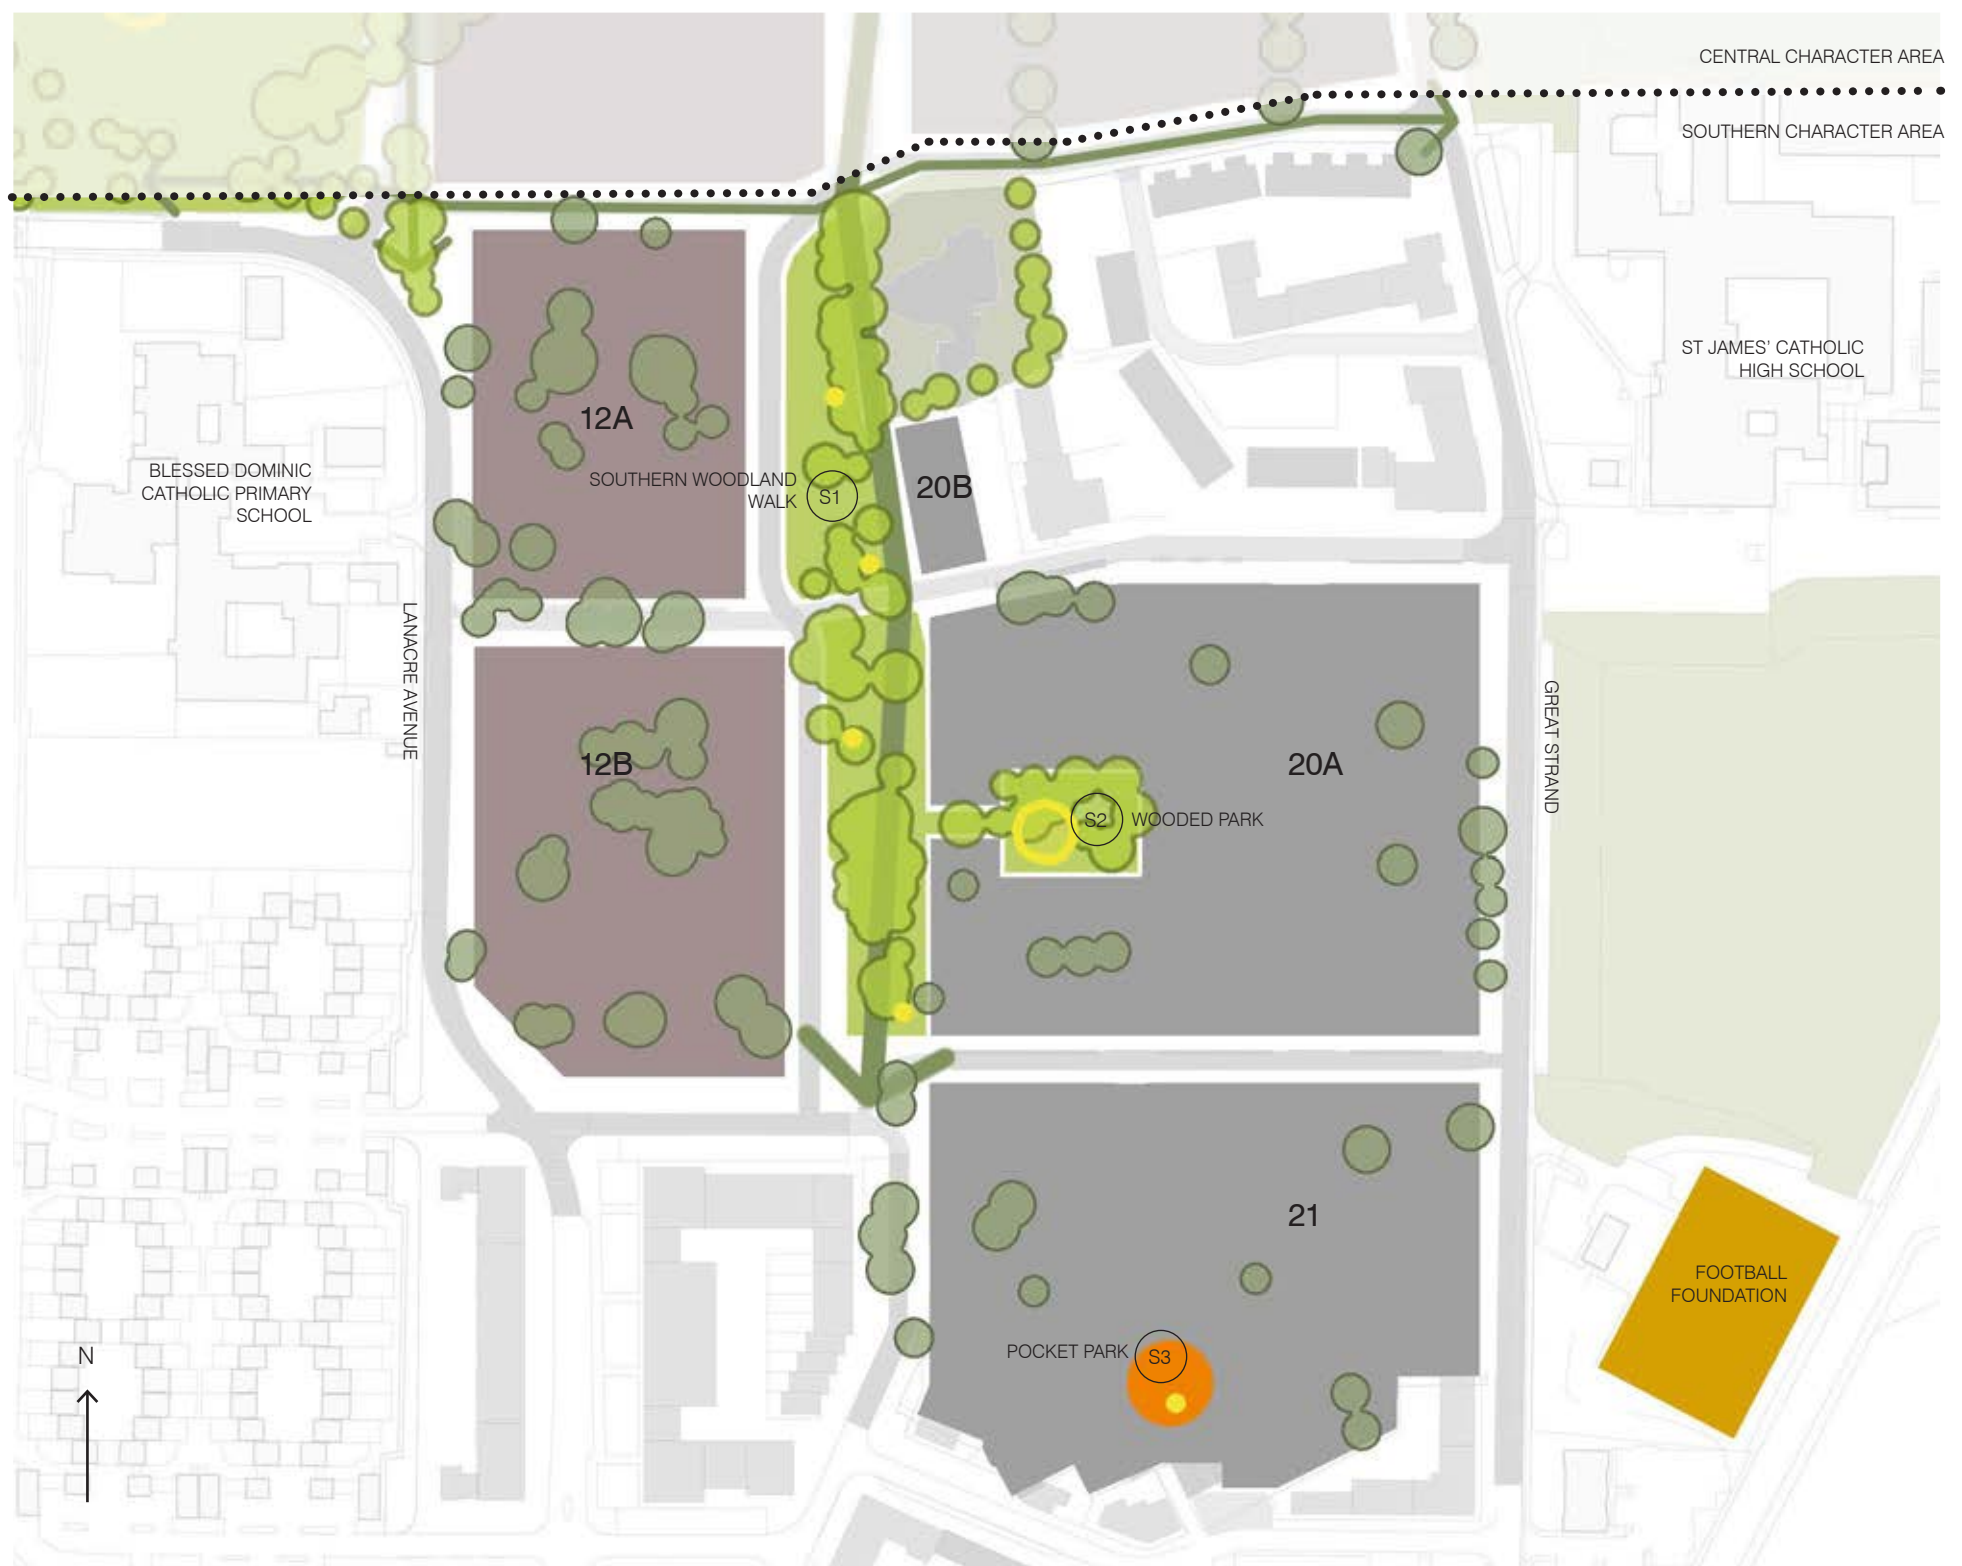 CENTRAL CHARACTER AREA
SOUTHERN CHARACTER AREA
ST JAMES' CATHOLIC
HIGH SCHOOL
12A
BLESSED DOMINIC
CATHOLIC PRIMARY
SCHOOL
SOUTHERN WOODLAND
WALK
S1
20B
LANACRE AVENUE
GREAT STRAND
12B
20A
S2
WOODED PARK
21
FOOTBALL
FOUNDATION
POCKET PARK
S3
N